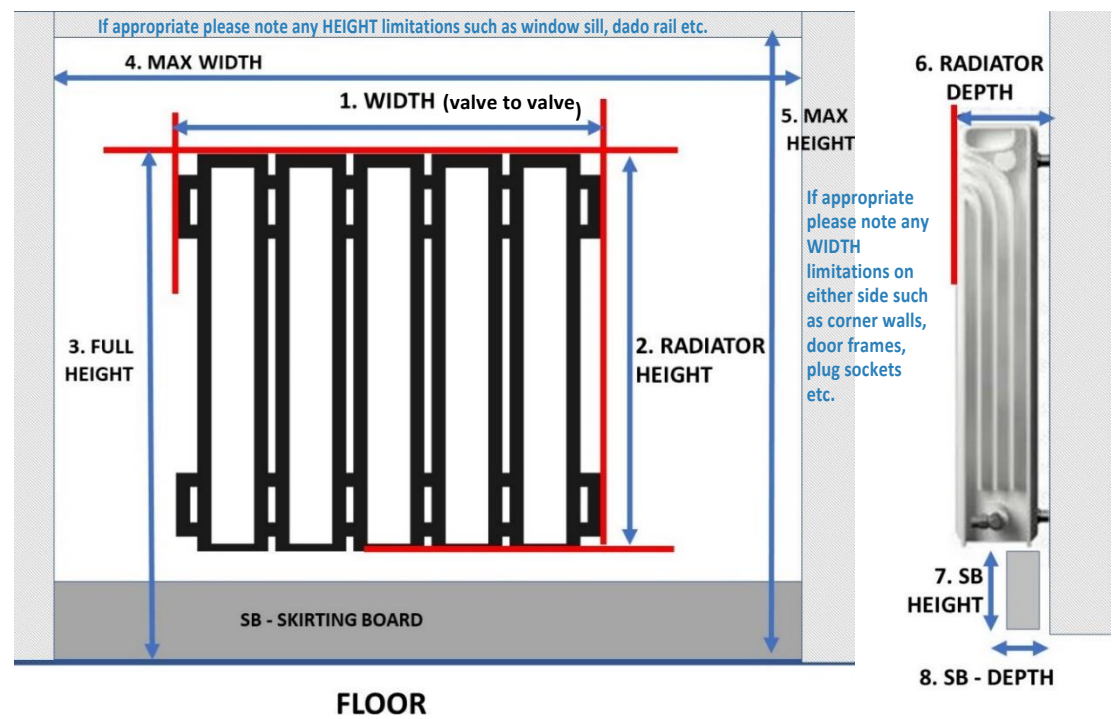 If appropriate please note any HEIGHT limitations such as window sill, dado rail etc.
4. MAX WIDTH
1. WIDTH (valve to valve)
5. MAX
HEIGHT
6. RADIATOR
DEPTH
If appropriate
please note any
WIDTH
limitations on
either side such
as corner walls,
door frames,
plug sockets
etc.
3. FULL
HEIGHT
2. RADIATOR
HEIGHT
7. SB
HEIGHT
SB - SKIRTING BOARD
8. SB - DEPTH
FLOOR